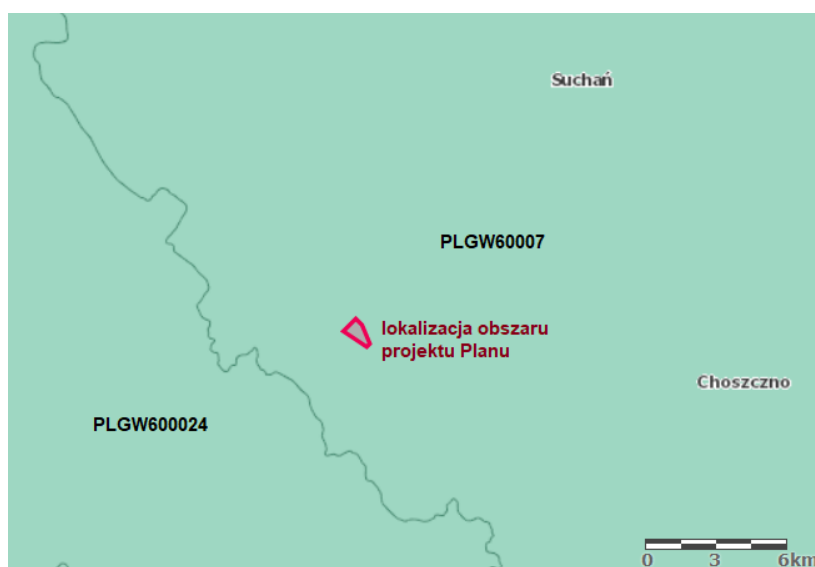 Suchań
PLGW60007
lokalizacja obszaru
projektu Planu
Choszczno
PLGW600024
0 3 6km